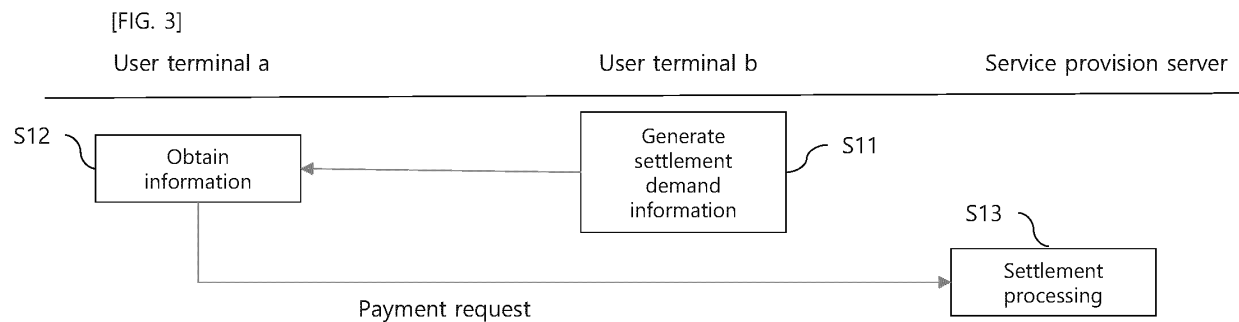 [FIG. 3]
User terminal a
User terminal b
Service provision server
S12
Obtain
information
Generate
settlement
demand
information
S11
S13
Settlement
processing
Payment request